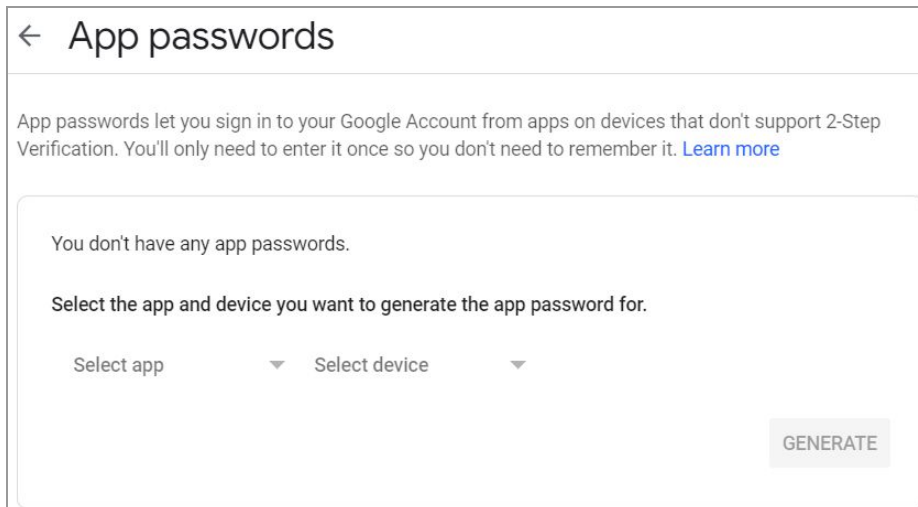 App passwords
App passwords let you sign in to your Google Account from apps on devices that don't support 2-Step
Verification. You'll only need to enter it once so you don't need to remember it. Learn more
You don't have any app passwords.
Select the app and device you want to generate the app password for.
Select app Select device
GENERATE